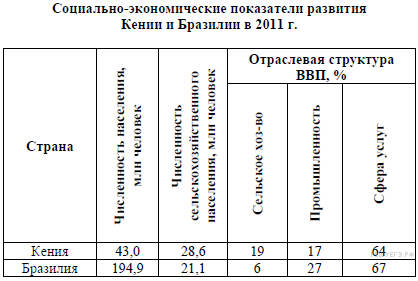 Социально-экономические показатели развития
Кении и Бразилии в 2011 г.
Страна
Численность населения,
млн человек
Численность
сельскохозяйственного
населения, млн человек
Отраслевая структура
ВВП, %
Сельское хоз-во
Промышленность
Сфера услуг
Кения 43,0 28,6 19 17 64
Бразилия 194,9 21,1 6 27 67